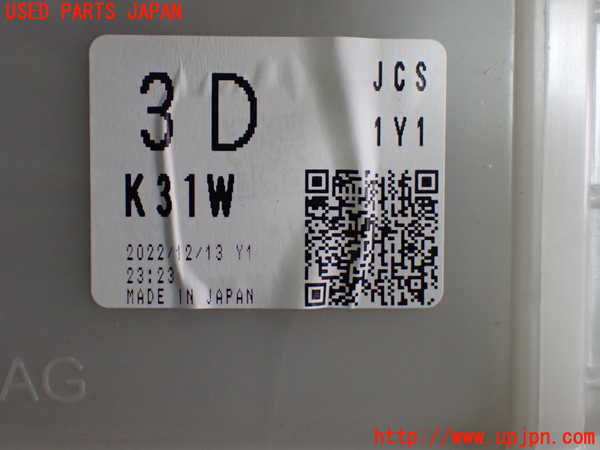 USED PARTS JAPAN
3D
JCS
1Y1
K31W
2022/12/13 Y1
23:23
MADE IN JAPAN
AG
http://www.upjpn.com/